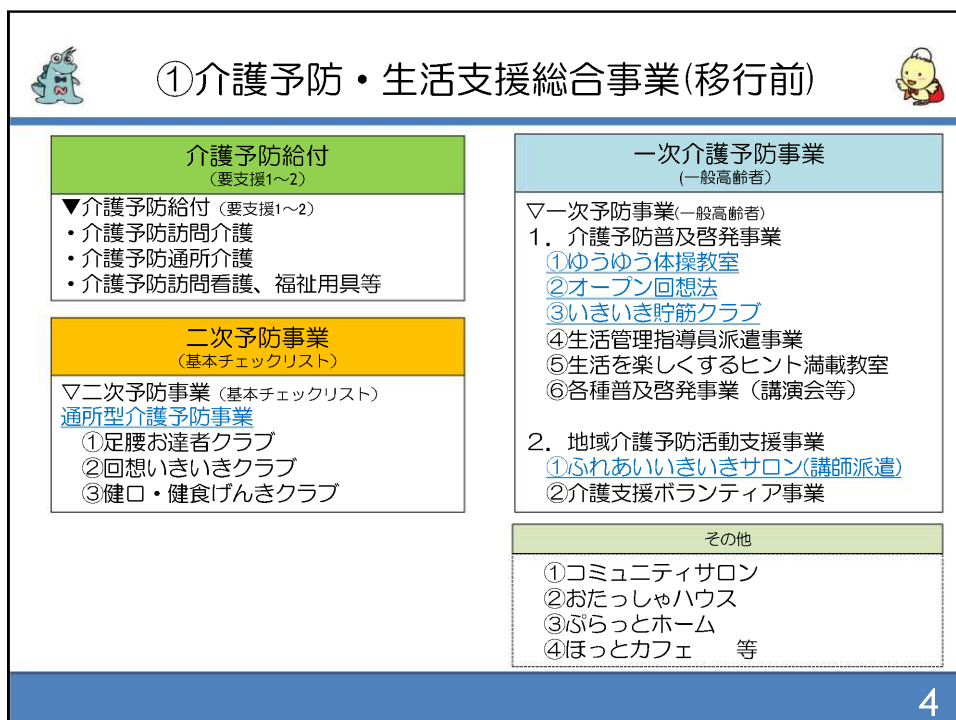 ①介護予防・生活支援総合事業(移行前)
介護予防給付
（要支援1～2）
▼介護予防給付（要支援1～2）
・介護予防訪問介護
・介護予防通所介護
・介護予防訪問看護、福祉用具等
二次予防事業
（基本チェックリスト）
▽二次予防事業（基本チェックリスト）
通所型介護予防事業
①足腰お達者クラブ
②回想いきいきクラブ
③健口・健食げんきクラブ
一次介護予防事業
(一般高齢者)
▽一次予防事業(一般高齢者)
１．介護予防普及啓発事業
①ゆうゆう体操教室
②オープン回想法
③いきいき貯筋クラブ
④生活管理指導員派遣事業
⑤生活を楽しくするヒント満載教室
⑥各種普及啓発事業（講演会等）
２．地域介護予防活動支援事業
①ふれあいいきいきサロン(講師派遣)
②介護支援ボランティア事業
その他
①コミュニティサロン
②おたっしゃハウス
③ぷらっとホーム
④ほっとカフェ　　等
4